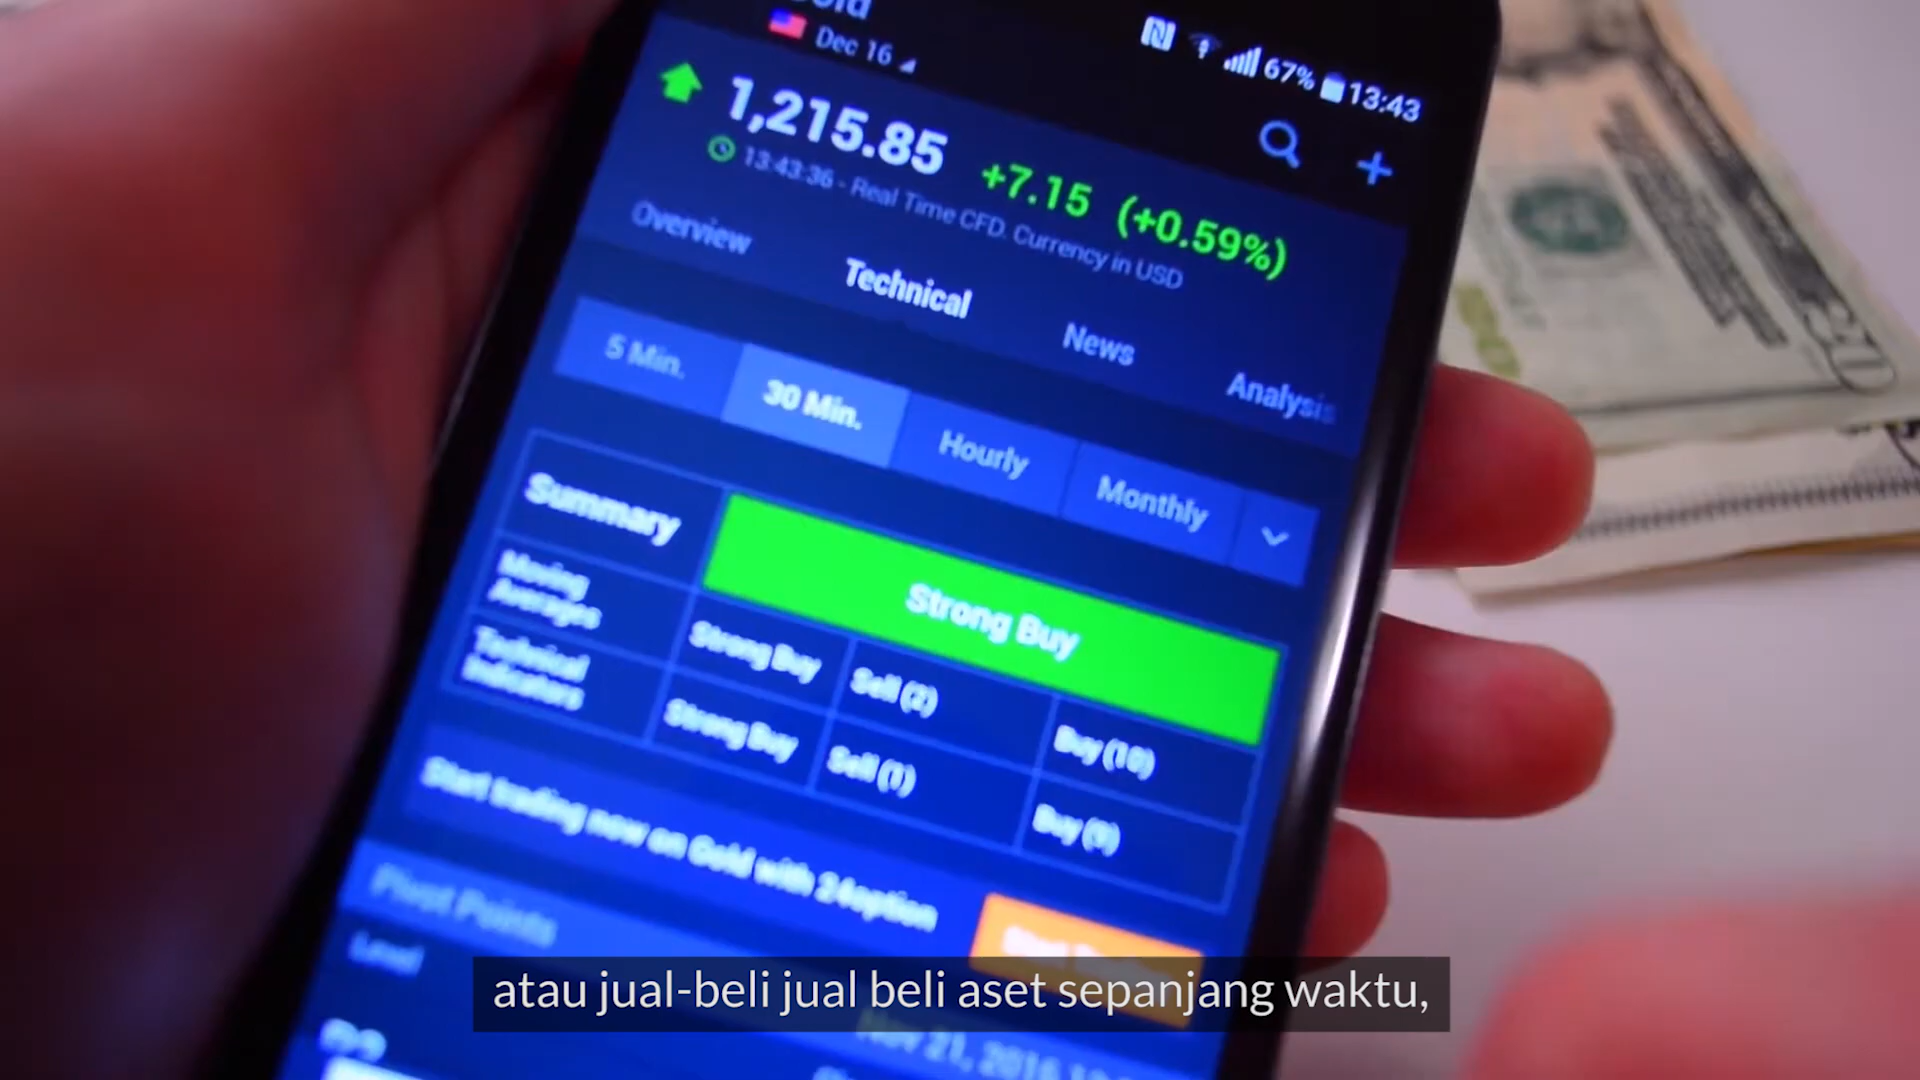 Dec 16
67% 13:43
1,215.85
+7.15 (+0.59%)
13:43:36 - Real Time CFD. Currency in USD
Overview
Technical
News
Analysis
5 Min.
30 Min.
Hourly
Monthly
Summary
Strong Buy
Moving
Averages
Strong Buy
Sell (2)
Buy (10)
Technical
Indicators
Strong Buy
Sell (1)
Buy (9)
Start trading now on Gold with 24option
Pivot Points
Level
atau jual-beli jual beli aset sepanjang waktu,